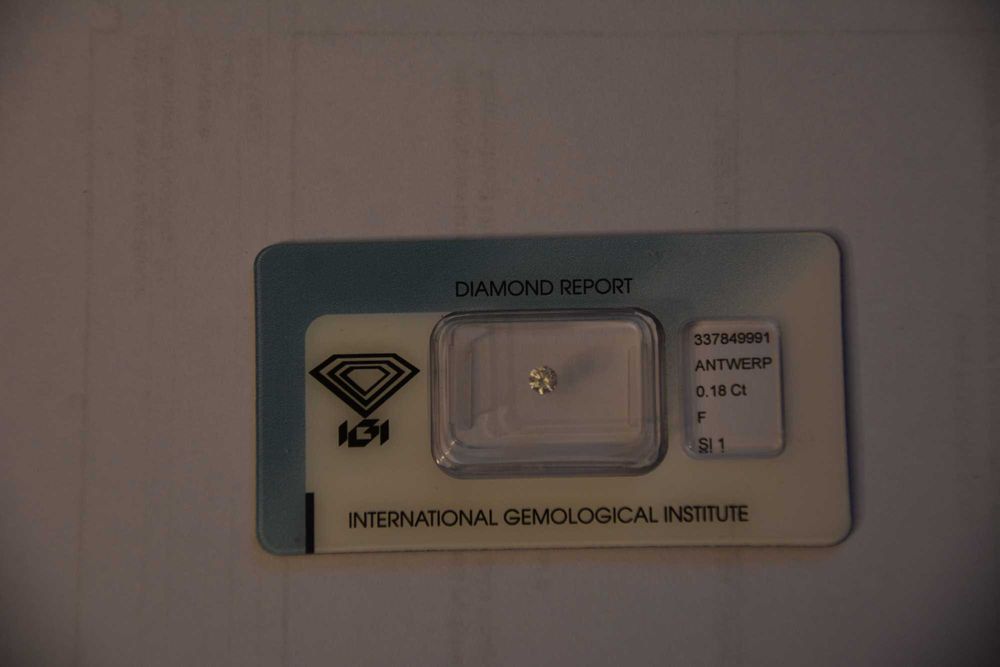 DIAMOND REPORT
IGI
337849991
ANTWERP
0.18 Ct
F
SI 1
INTERNATIONAL GEMOLOGICAL INSTITUTE